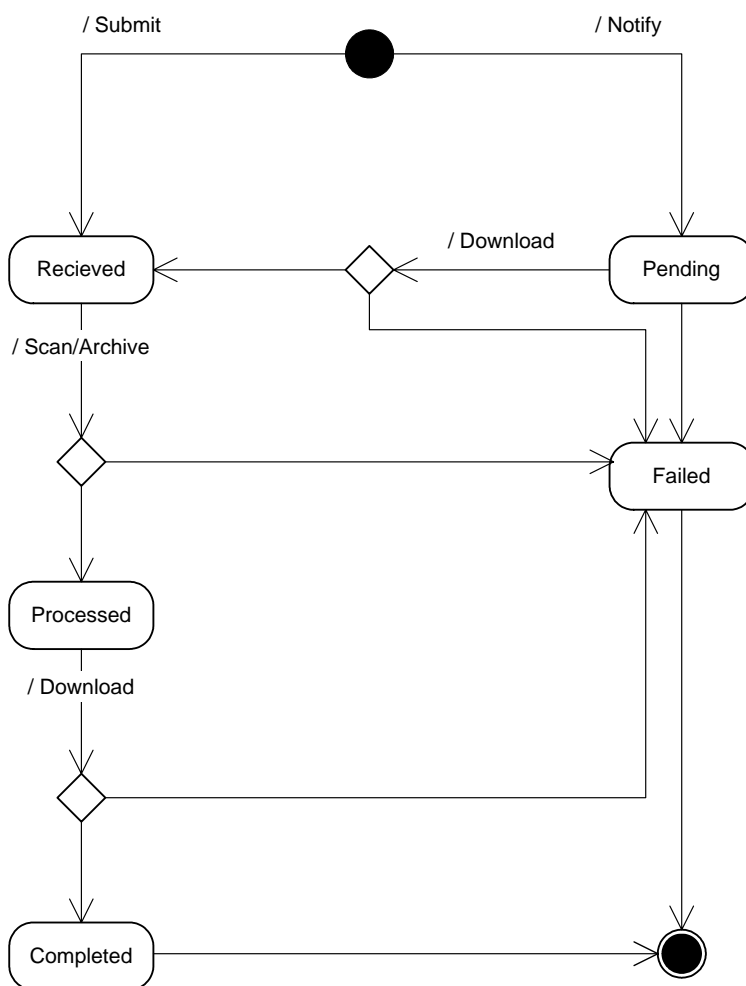 / Submit
/ Notify
Recieved
/ Download
Pending
/ Scan/Archive
Failed
Processed
/ Download
Completed